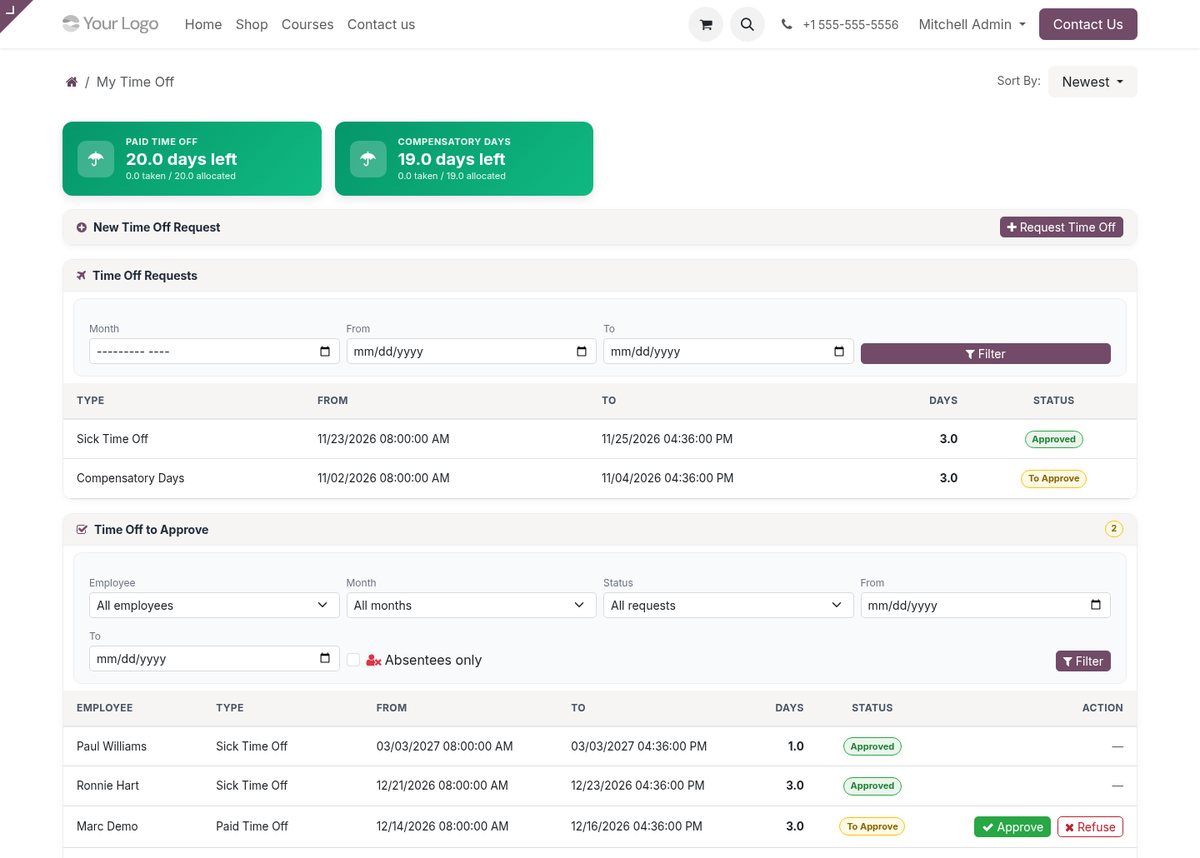 Your Logo Home Shop Courses Contact us +1 555-555-5556 Mitchell Admin Contact Us
/ My Time Off Sort By: Newest
PAID TIME OFF
20.0 days left
0.0 taken / 20.0 allocated
COMPENSATORY DAYS
19.0 days left
0.0 taken / 19.0 allocated
New Time Off Request Request Time Off
Time Off Requests
Month From To
--------- ---- mm/dd/yyyy mm/dd/yyyy Filter
TYPE FROM TO DAYS STATUS
Sick Time Off 11/23/2026 08:00:00 AM 11/25/2026 04:36:00 PM 3.0 Approved
Compensatory Days 11/02/2026 08:00:00 AM 11/04/2026 04:36:00 PM 3.0 To Approve
Time Off to Approve 2
Employee Month Status From
All employees All months All requests mm/dd/yyyy
To
mm/dd/yyyy Absentees only Filter
EMPLOYEE TYPE FROM TO DAYS STATUS ACTION
Paul Williams Sick Time Off 03/03/2027 08:00:00 AM 03/03/2027 04:36:00 PM 1.0 Approved —
Ronnie Hart Sick Time Off 12/21/2026 08:00:00 AM 12/23/2026 04:36:00 PM 3.0 Approved —
Marc Demo Paid Time Off 12/14/2026 08:00:00 AM 12/16/2026 04:36:00 PM 3.0 To Approve Approve Refuse